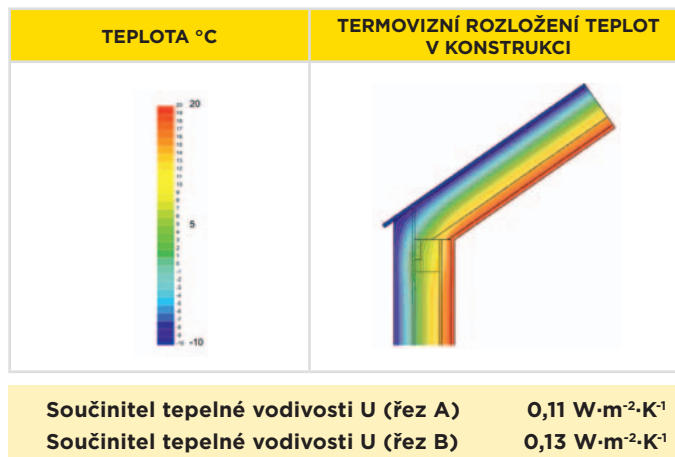 TEPLOTA °C
TERMOVIZNÍ ROZLOŽENÍ TEPLOT
V KONSTRUKCI
20
5
-10
Součinitel tepelné vodivosti U (řez A) 0,11 W·m⁻²·K⁻¹
Součinitel tepelné vodivosti U (řez B) 0,13 W·m⁻²·K⁻¹